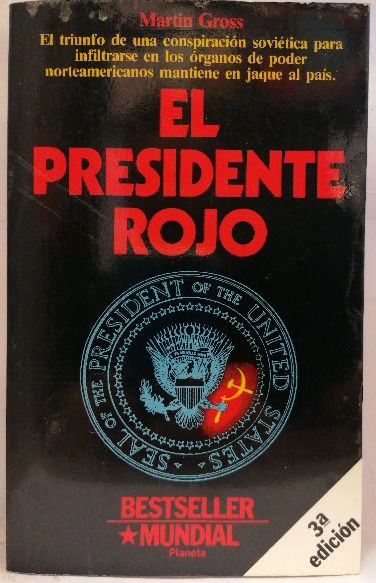 Martin Gross
El triunfo de una conspiración soviética para
infiltrarse en los órganos de poder
norteamericanos mantiene en jaque al país.
EL
PRESIDENTE
ROJO
SEAL OF THE PRESIDENT OF THE UNITED STATES
BESTSELLER
★MUNDIAL
Planeta
3ª
edición